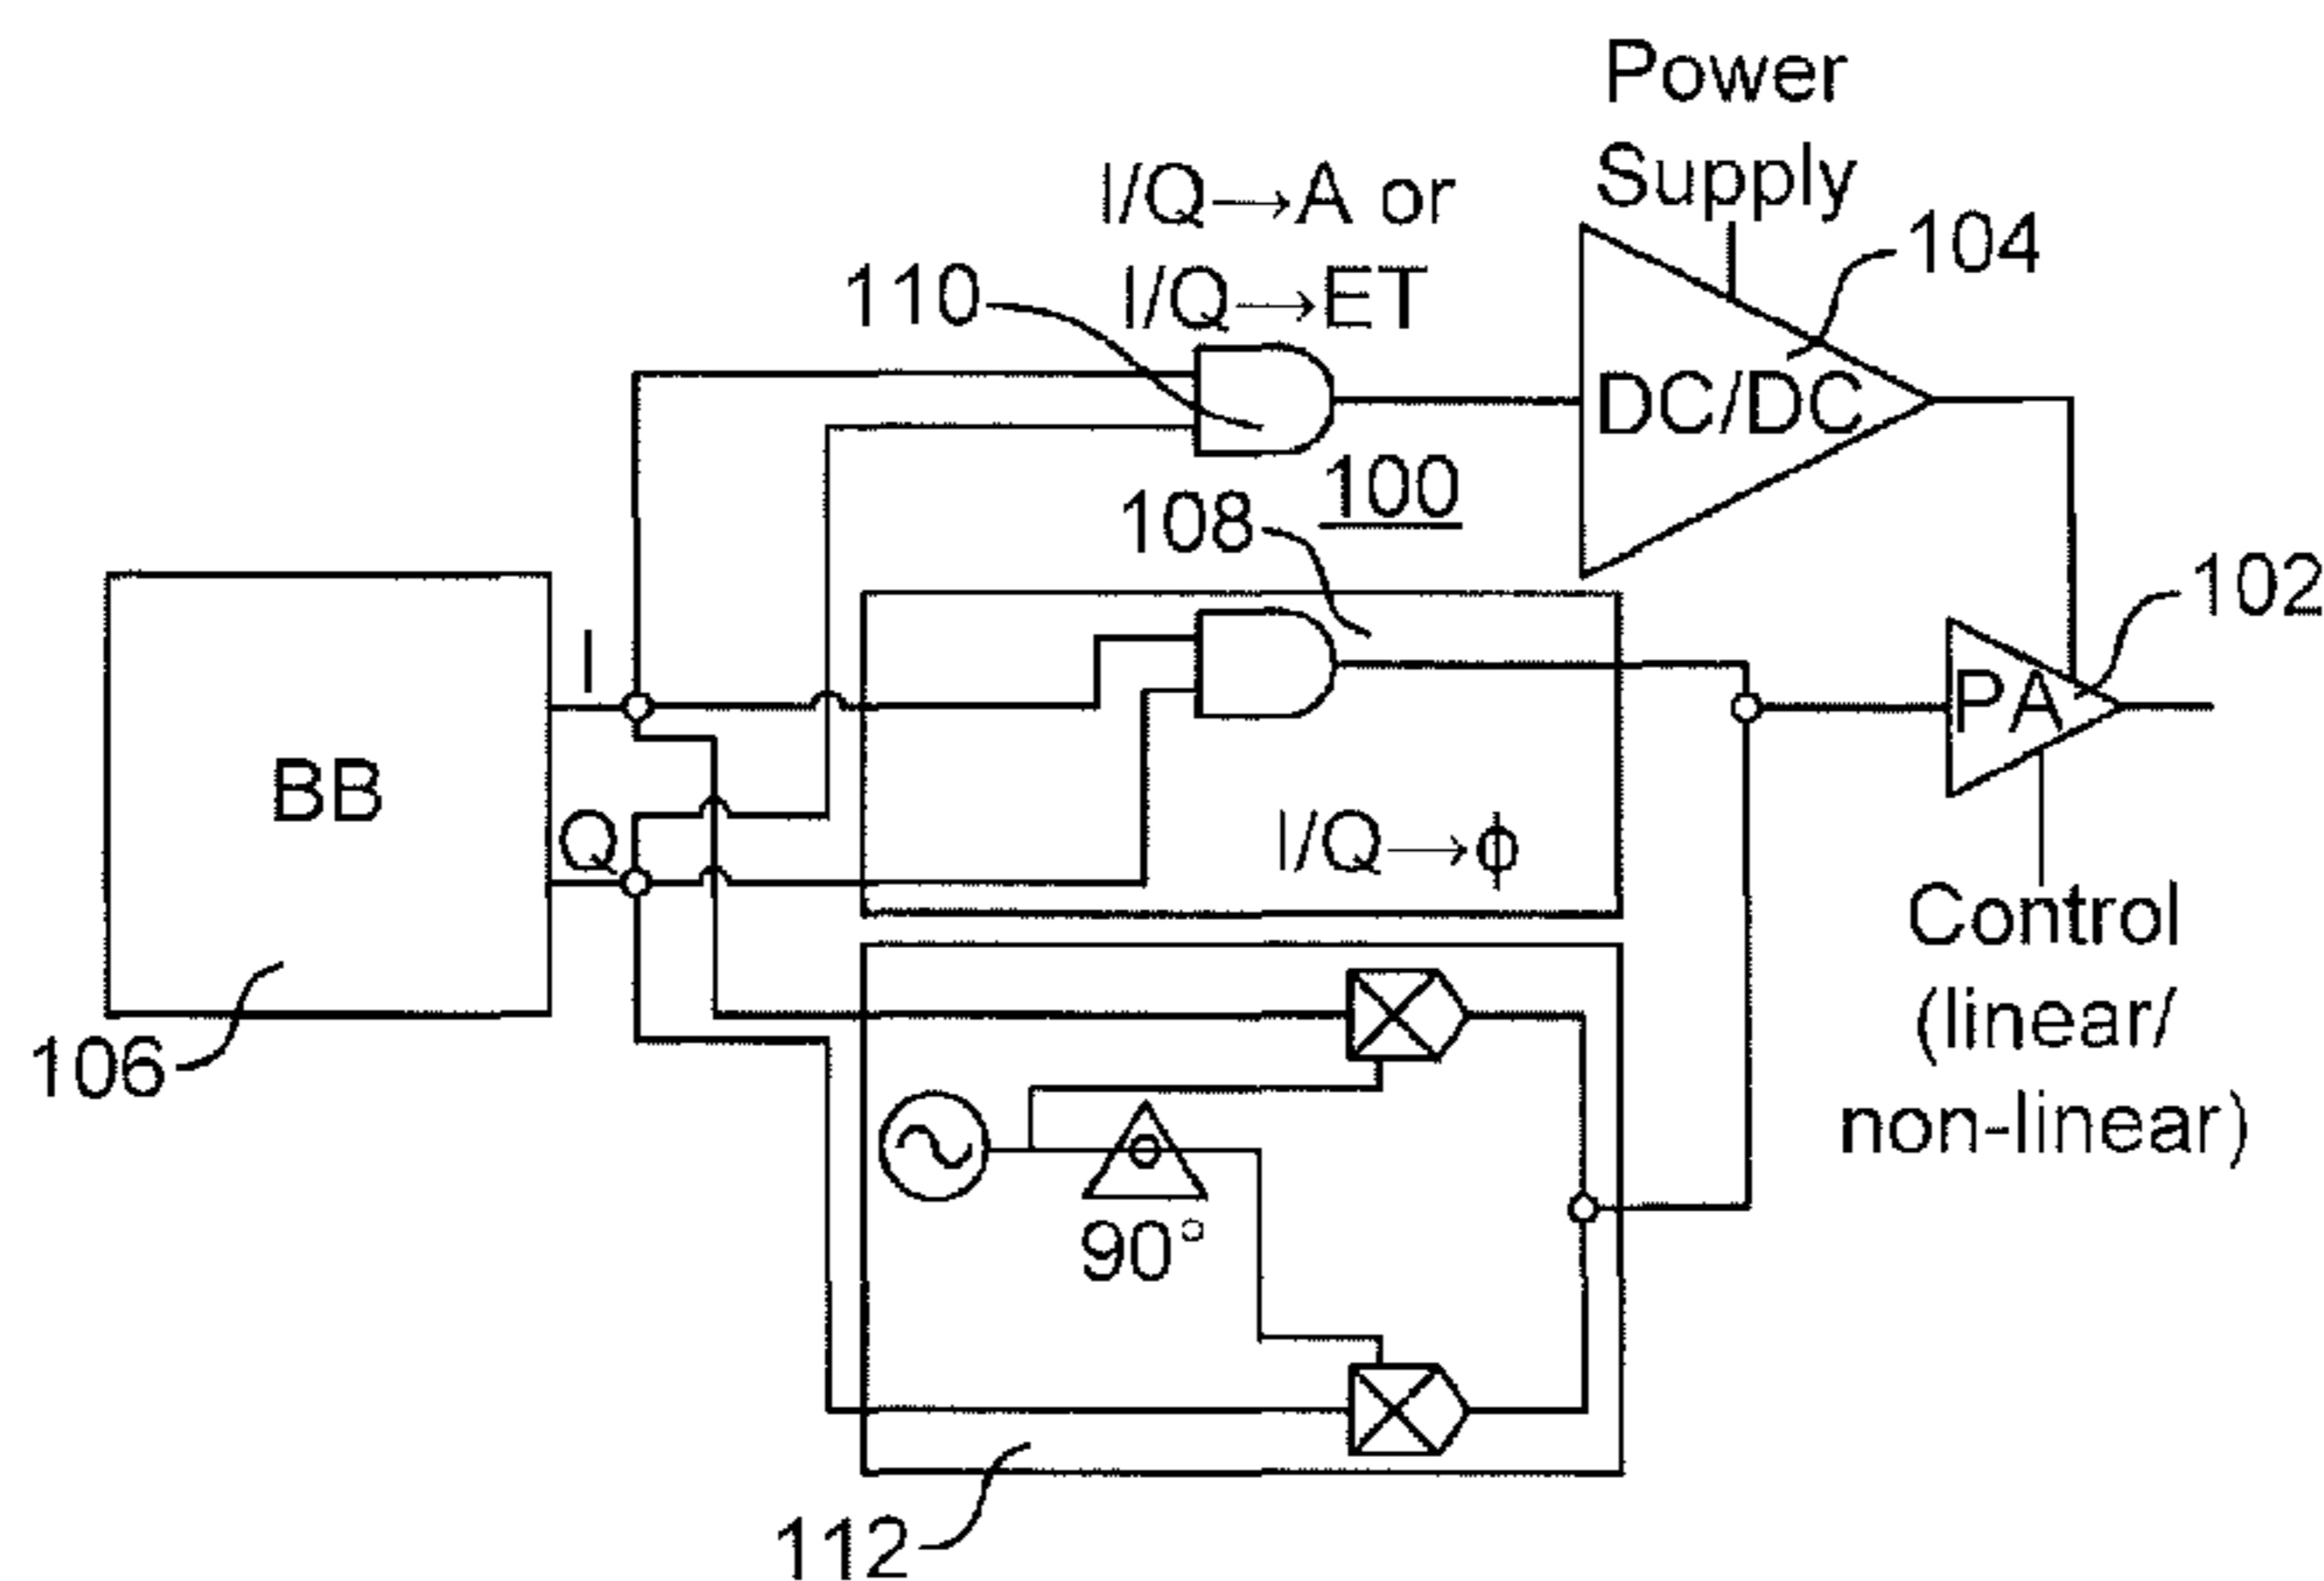 Power
Supply
I/Q→A or
I/Q→ET
104
110
DC/DC
100
108
102
I
PA
BB
Q
I/Q→ϕ
Control
(linear/
non-linear)
106
90°
112